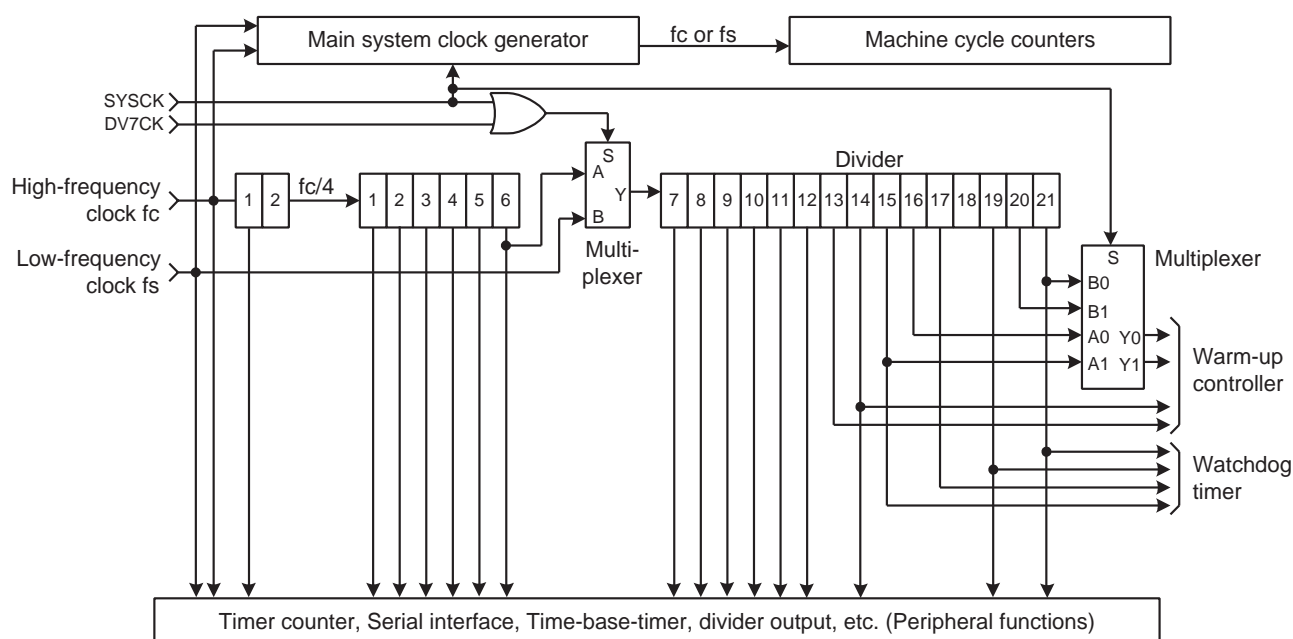 Main system clock generator
fc or fs
Machine cycle counters
SYSCK
DV7CK
High-frequency
clock fc
Low-frequency
clock fs
1 2
fc/4
1 2 3 4 5 6
S
A
Y
B
Multi-
plexer
Divider
7 8 9 10 11 12 13 14 15 16 17 18 19 20 21
S
B0
B1
A0 Y0
A1 Y1
Multiplexer
Warm-up
controller
Watchdog
timer
Timer counter, Serial interface, Time-base-timer, divider output, etc. (Peripheral functions)